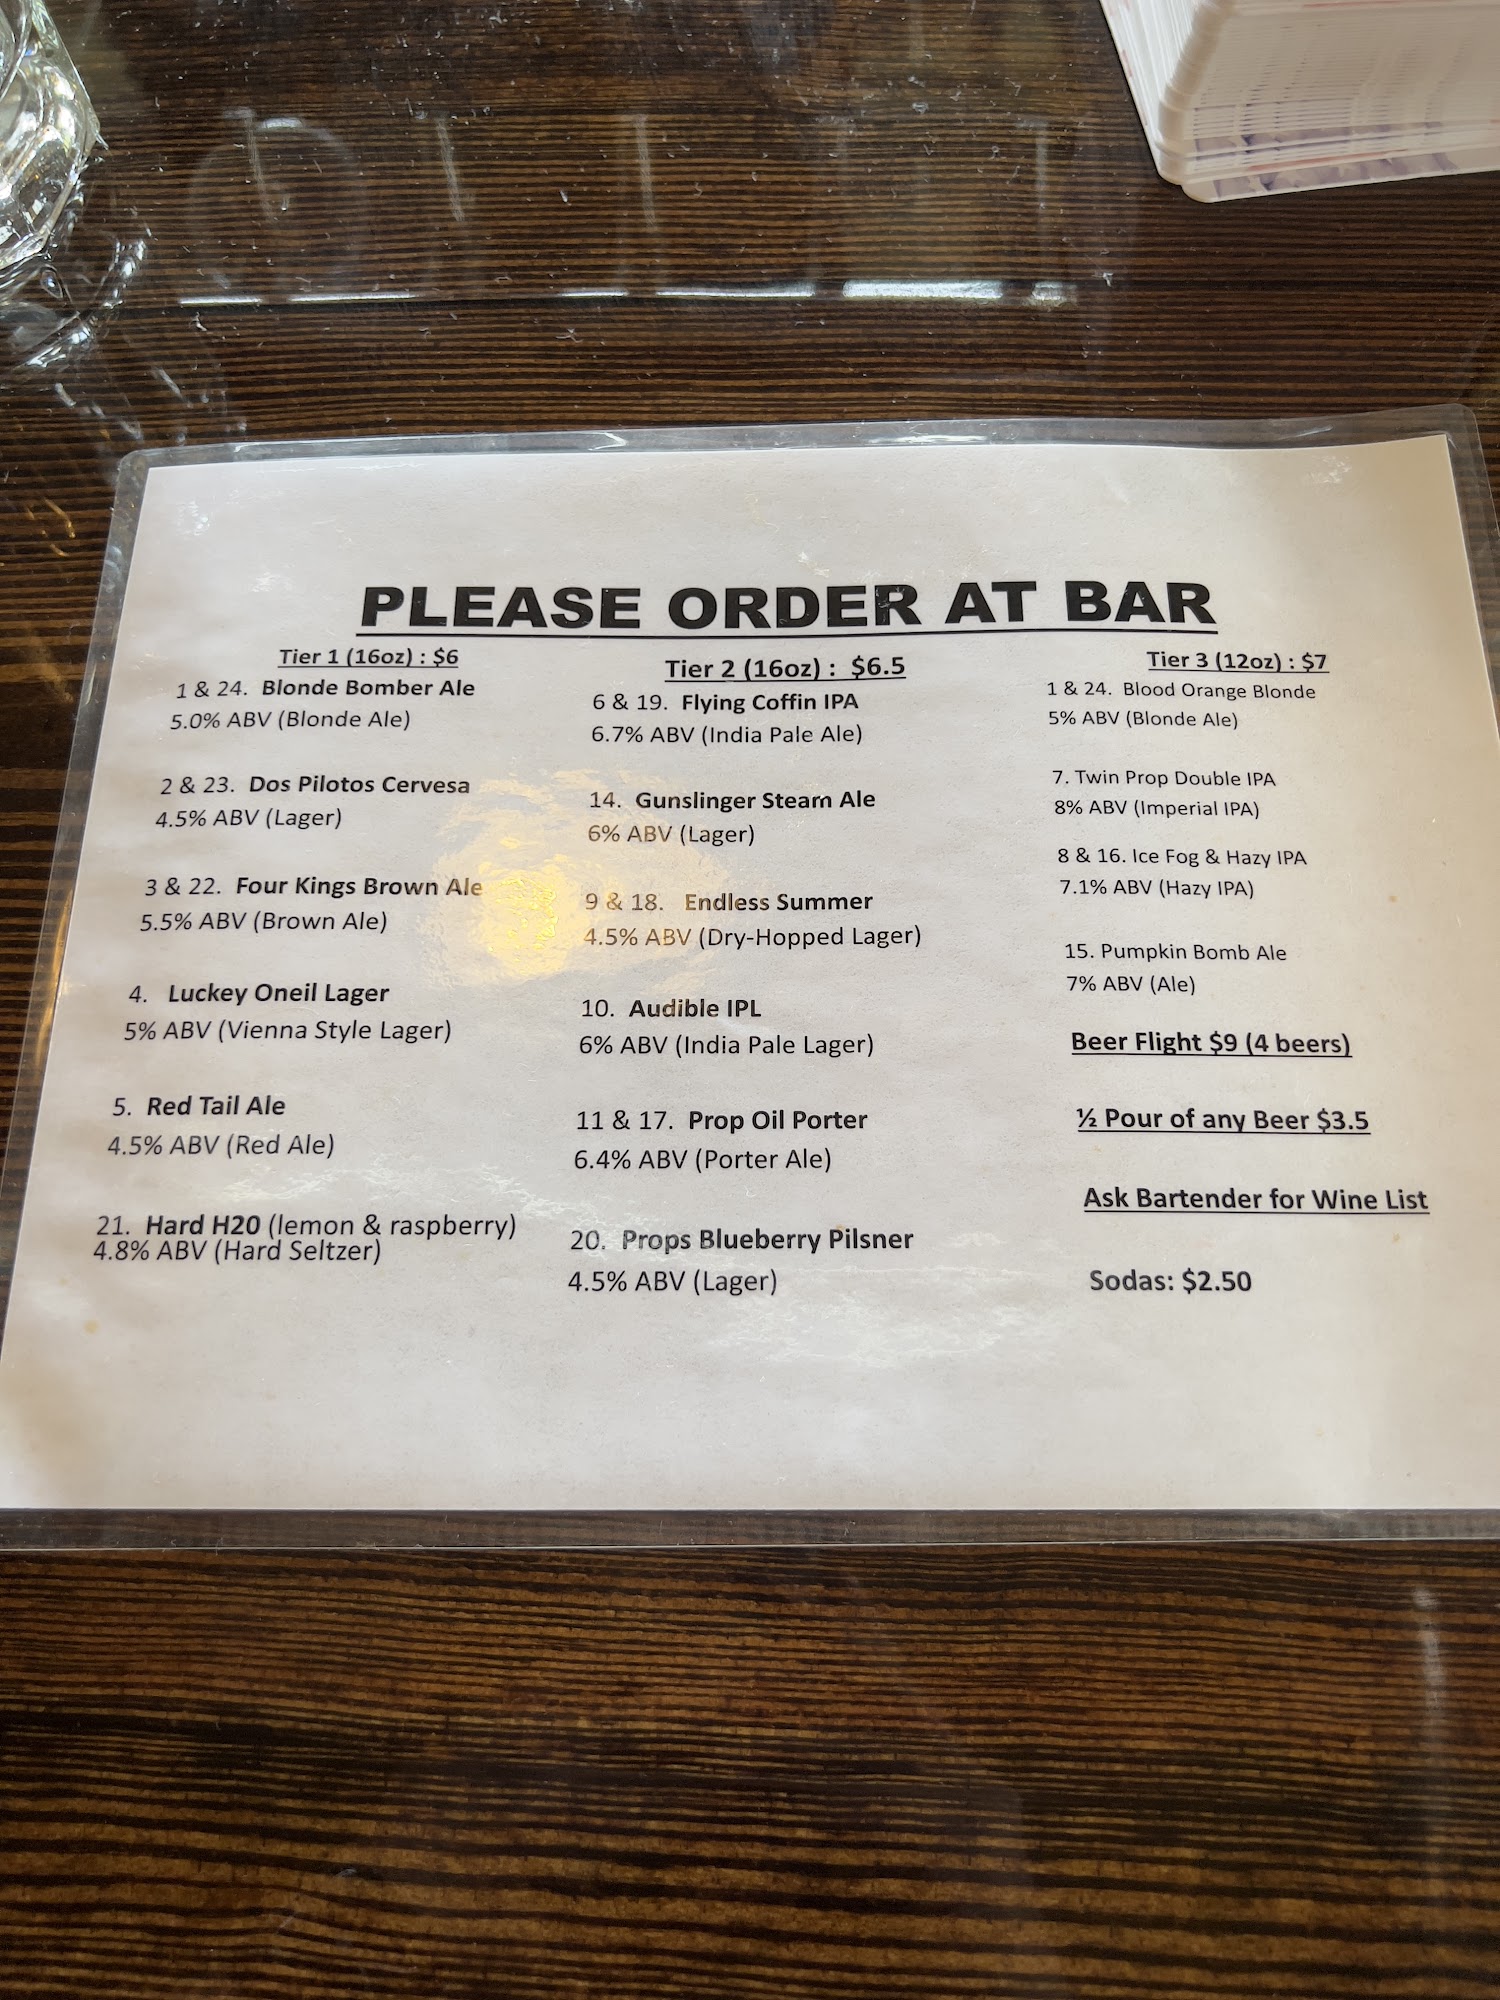 PLEASE ORDER AT BAR
Tier 1 (16oz) : $6
1 & 24. Blonde Bomber Ale
5.0% ABV (Blonde Ale)
2 & 23. Dos Pilotos Cervesa
4.5% ABV (Lager)
3 & 22. Four Kings Brown Ale
5.5% ABV (Brown Ale)
4. Luckey Oneil Lager
5% ABV (Vienna Style Lager)
5. Red Tail Ale
4.5% ABV (Red Ale)
21. Hard H20 (lemon & raspberry)
4.8% ABV (Hard Seltzer)
Tier 2 (16oz) : $6.5
6 & 19. Flying Coffin IPA
6.7% ABV (India Pale Ale)
14. Gunslinger Steam Ale
6% ABV (Lager)
9 & 18. Endless Summer
4.5% ABV (Dry-Hopped Lager)
10. Audible IPL
6% ABV (India Pale Lager)
11 & 17. Prop Oil Porter
6.4% ABV (Porter Ale)
20. Props Blueberry Pilsner
4.5% ABV (Lager)
Tier 3 (12oz) : $7
1 & 24. Blood Orange Blonde
5% ABV (Blonde Ale)
7. Twin Prop Double IPA
8% ABV (Imperial IPA)
8 & 16. Ice Fog & Hazy IPA
7.1% ABV (Hazy IPA)
15. Pumpkin Bomb Ale
7% ABV (Ale)
Beer Flight $9 (4 beers)
½ Pour of any Beer $3.5
Ask Bartender for Wine List
Sodas: $2.50